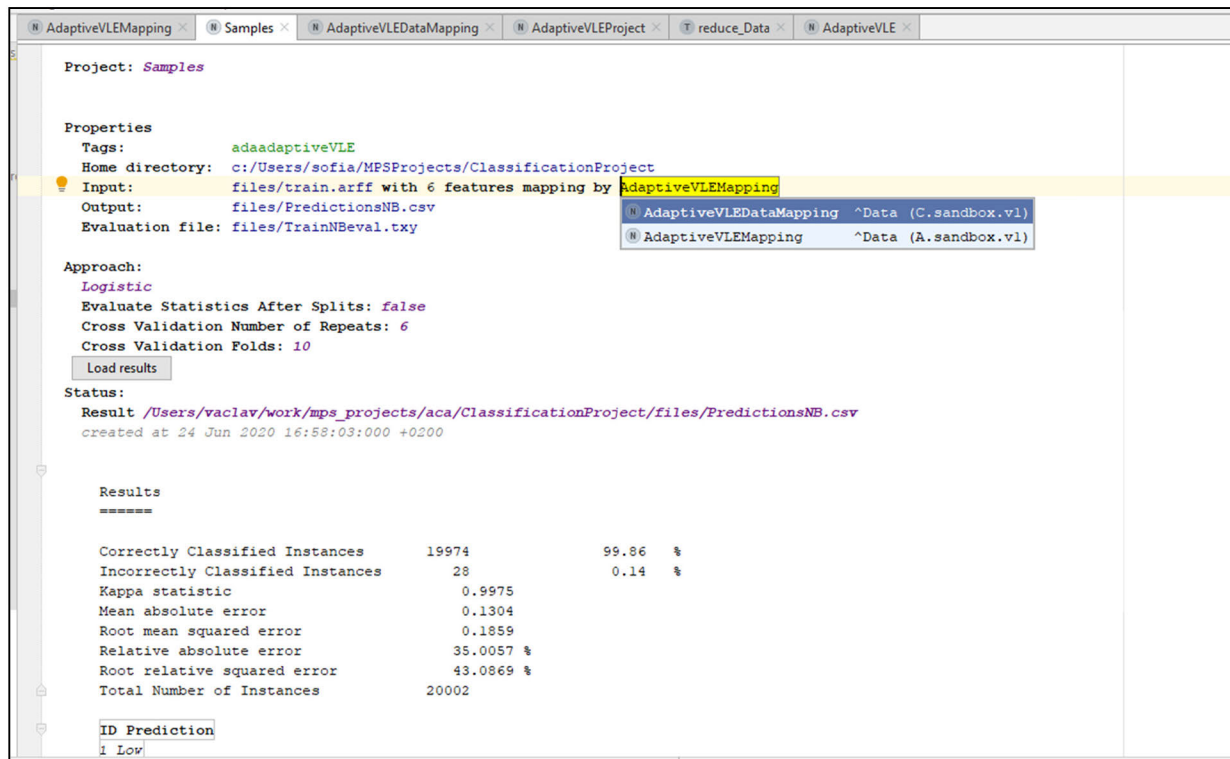 AdaptiveVLEMapping Samples AdaptiveVLEDataMapping AdaptiveVLEProject reduce_Data AdaptiveVLE
Project: Samples
Properties
Tags: adaadaptiveVLE
Home directory: c:/Users/sofia/MPSProjects/ClassificationProject
Input: files/train.arff with 6 features mapping by AdaptiveVLEMapping
Output: files/PredictionsNB.csv
N AdaptiveVLEDataMapping ^Data (C.sandbox.v1)
Evaluation file: files/TrainNBeval.txy
N AdaptiveVLEMapping ^Data (A.sandbox.v1)
Approach:
Logistic
Evaluate Statistics After Splits: false
Cross Validation Number of Repeats: 6
Cross Validation Folds: 10
Load results
Status:
Result /Users/vaclav/work/mps_projects/aca/ClassificationProject/files/PredictionsNB.csv
created at 24 Jun 2020 16:58:03:000 +0200
Results
======
Correctly Classified Instances 19974 99.86 %
Incorrectly Classified Instances 28 0.14 %
Kappa statistic 0.9975
Mean absolute error 0.1304
Root mean squared error 0.1859
Relative absolute error 35.0057 %
Root relative squared error 43.0869 %
Total Number of Instances 20002
ID Prediction
1 Low